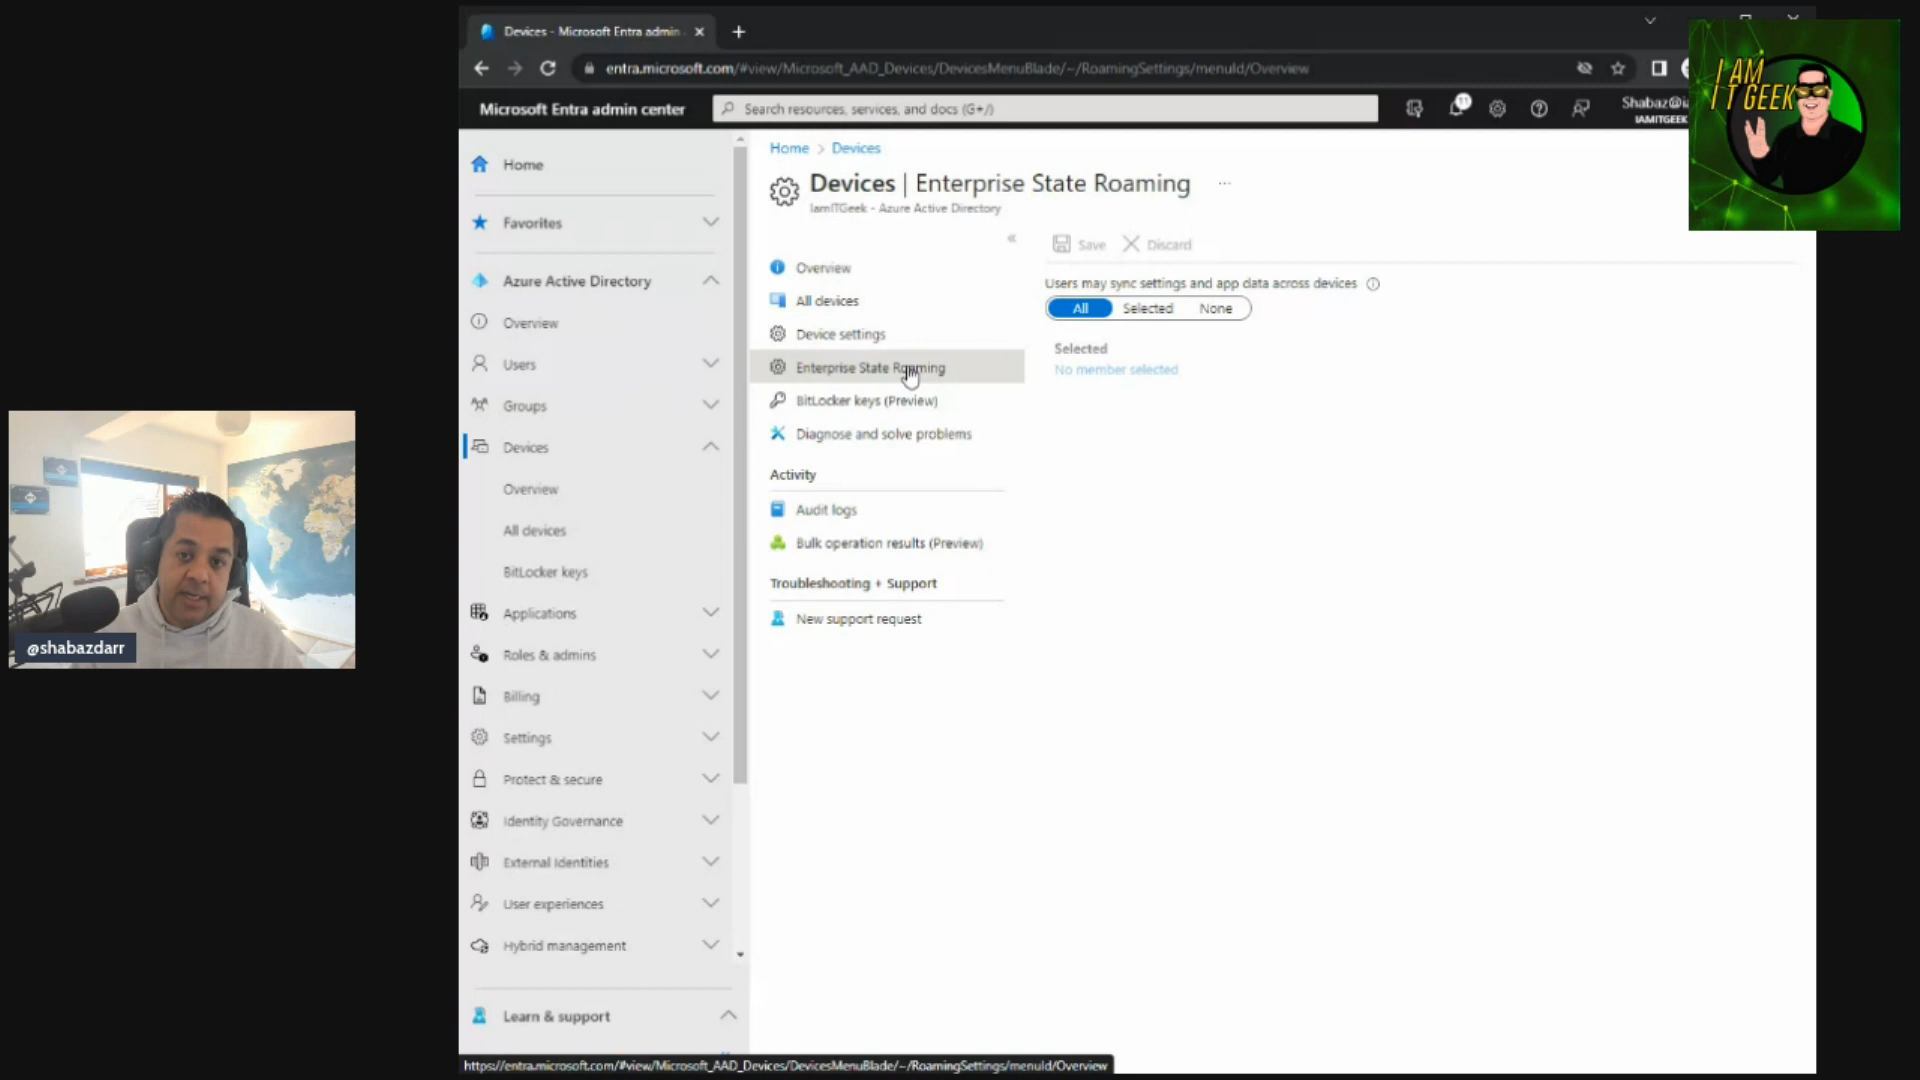 Devices - Microsoft Entra admin
entra.microsoft.com/#view/Microsoft_AAD_Devices/DevicesMenuBlade/~/RoamingSettings/menuId/Overview
Microsoft Entra admin center
Search resources, services, and docs (G+/)
11
Shabaz@ia
IAMITGEEK
I AM
IT GEEK
Home
Favorites
Azure Active Directory
Overview
Users
Groups
Devices
Overview
All devices
BitLocker keys
Applications
Roles & admins
Billing
Settings
Protect & secure
Identity Governance
External Identities
User experiences
Hybrid management
Learn & support
Home > Devices
Devices | Enterprise State Roaming ...
IamITGeek - Azure Active Directory
Overview
All devices
Device settings
Enterprise State Roaming
BitLocker keys (Preview)
Diagnose and solve problems
Activity
Audit logs
Bulk operation results (Preview)
Troubleshooting + Support
New support request
Save Discard
Users may sync settings and app data across devices
All Selected None
Selected
No member selected
@shabazdarr
https://entra.microsoft.com/#view/Microsoft_AAD_Devices/DevicesMenuBlade/~/RoamingSettings/menuId/Overview